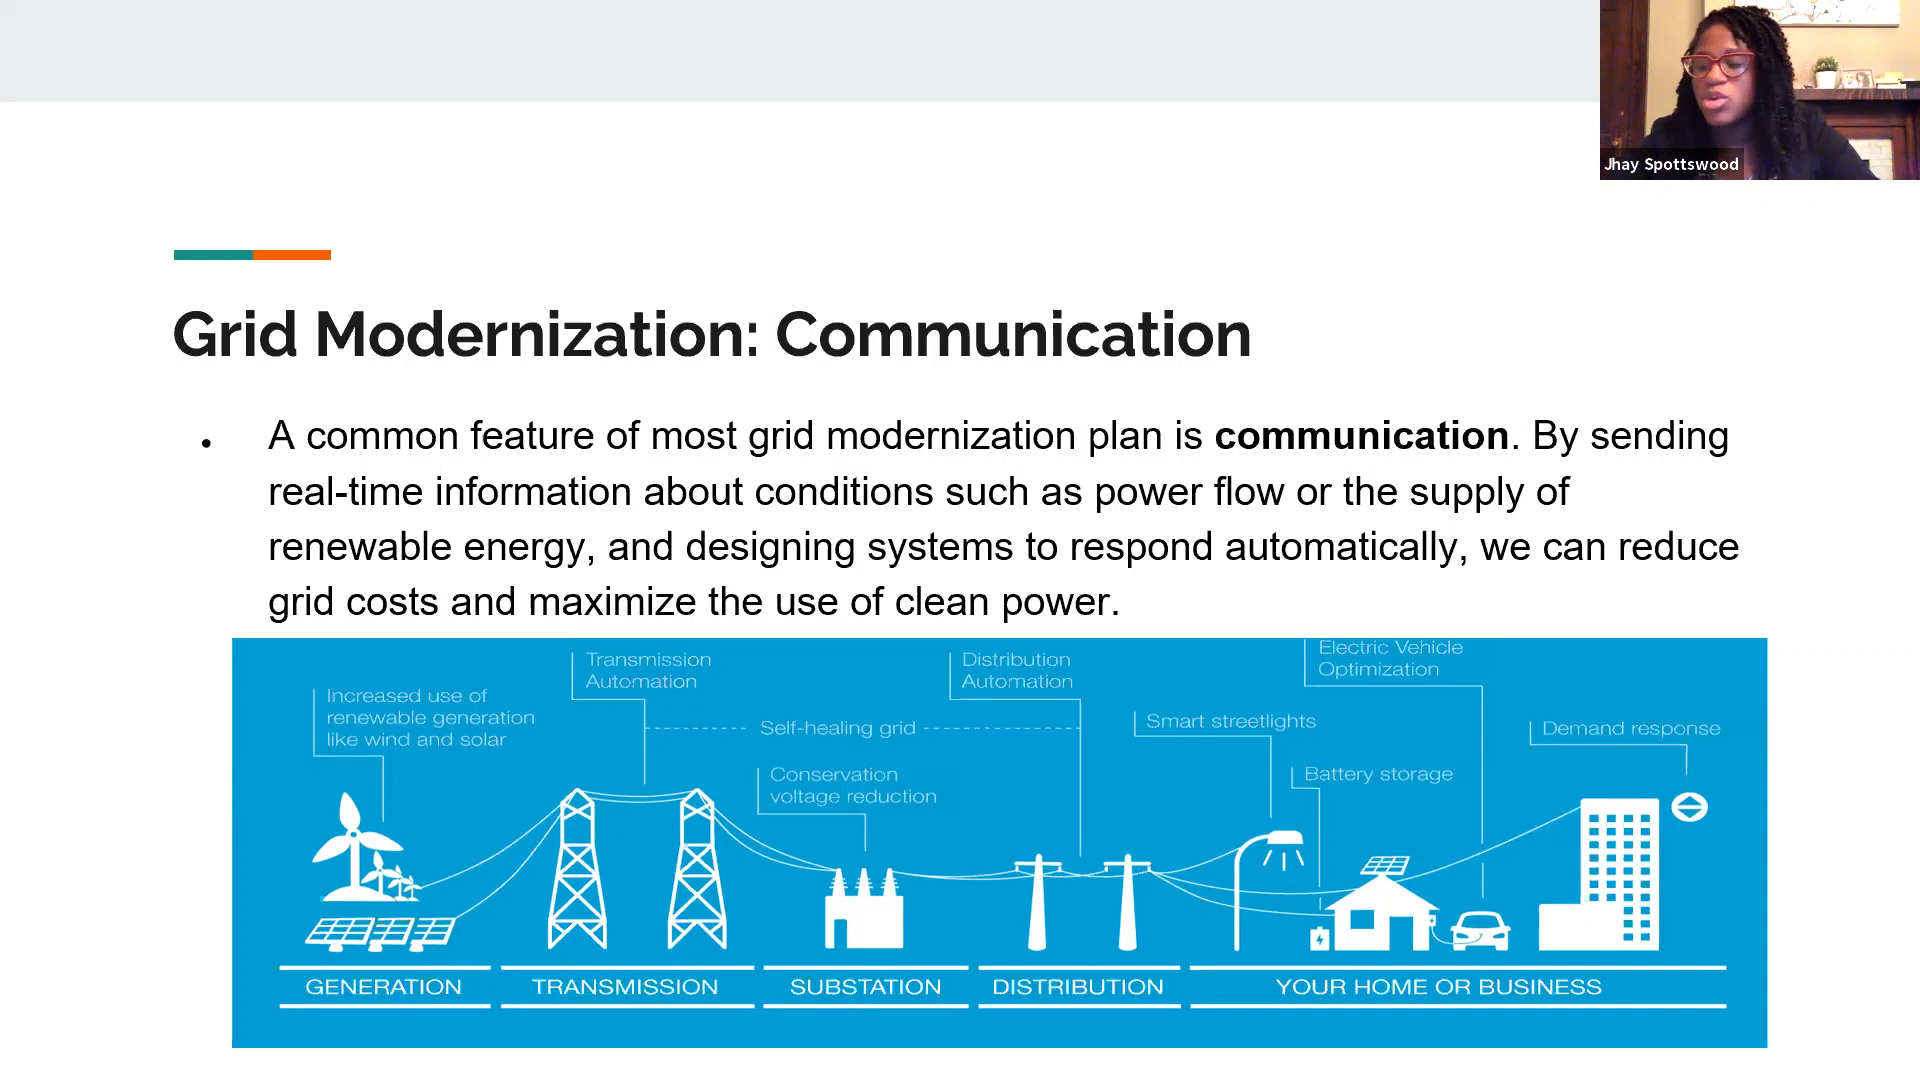 Jhay Spottswood
Grid Modernization: Communication
• A common feature of most grid modernization plan is communication. By sending
real-time information about conditions such as power flow or the supply of
renewable energy, and designing systems to respond automatically, we can reduce
grid costs and maximize the use of clean power.
Increased use of
renewable generation
like wind and solar
Transmission
Automation
Self-healing grid
Conservation
voltage reduction
Distribution
Automation
Smart streetlights
Electric Vehicle
Optimization
Battery storage
Demand response
GENERATION
TRANSMISSION
SUBSTATION
DISTRIBUTION
YOUR HOME OR BUSINESS